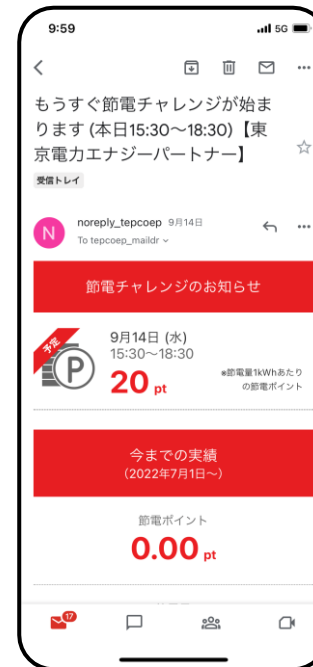 9:59
5G
もうすぐ節電チャレンジが始ま
ります (本日15:30〜18:30)【東
京電力エナジーパートナー】
受信トレイ
N
noreply_tepcoep 9月14日
To tepcoep_maildr
節電チャレンジのお知らせ
予定
P
9月14日 (水)
15:30〜18:30
20 pt
※節電量1kWhあたり
の節電ポイント
今までの実績
(2022年7月1日〜)
節電ポイント
0.00 pt
17